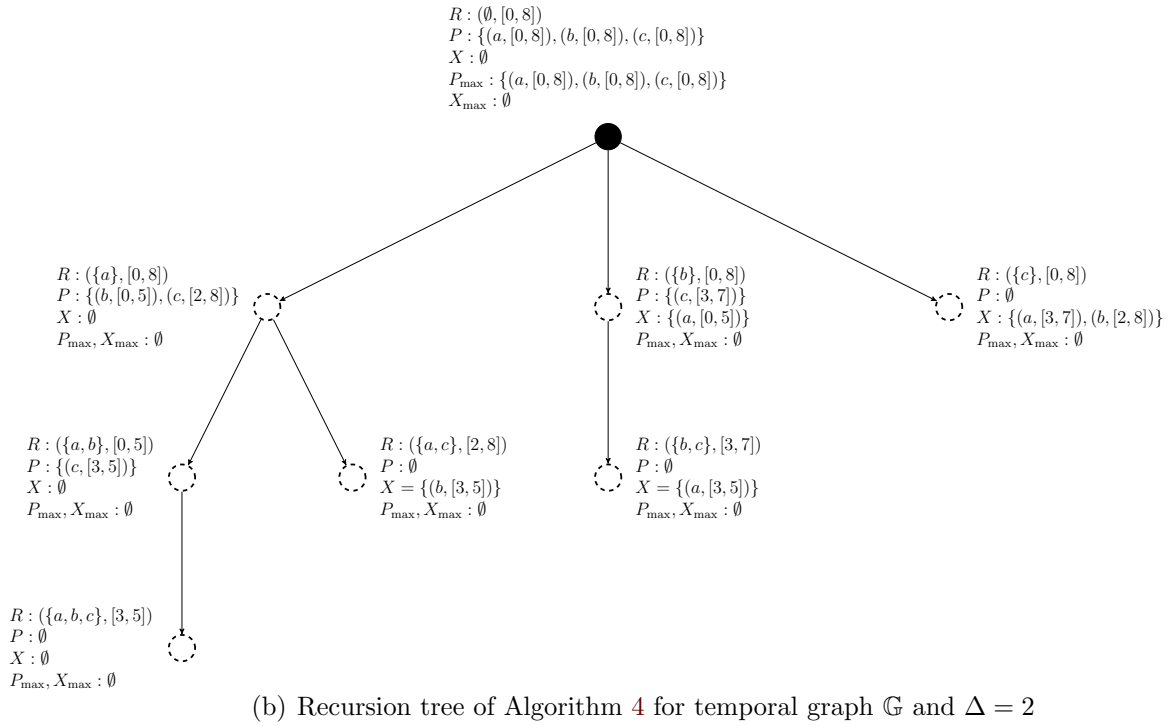 R : (∅, [0, 8])
P : {(a, [0, 8]), (b, [0, 8]), (c, [0, 8])}
X : ∅
P_max : {(a, [0, 8]), (b, [0, 8]), (c, [0, 8])}
X_max : ∅
R : ({a}, [0, 8])
P : {(b, [0, 5]), (c, [2, 8])}
X : ∅
P_max, X_max : ∅
R : ({b}, [0, 8])
P : {(c, [3, 7])}
X : {(a, [0, 5])}
P_max, X_max : ∅
R : ({c}, [0, 8])
P : ∅
X : {(a, [3, 7]), (b, [2, 8])}
P_max, X_max : ∅
R : ({a, b}, [0, 5])
P : {(c, [3, 5])}
X : ∅
P_max, X_max : ∅
R : ({a, c}, [2, 8])
P : ∅
X = {(b, [3, 5])}
P_max, X_max : ∅
R : ({b, c}, [3, 7])
P : ∅
X = {(a, [3, 5])}
P_max, X_max : ∅
R : ({a, b, c}, [3, 5])
P : ∅
X : ∅
P_max, X_max : ∅
(b) Recursion tree of Algorithm 4 for temporal graph 𝔾 and Δ = 2